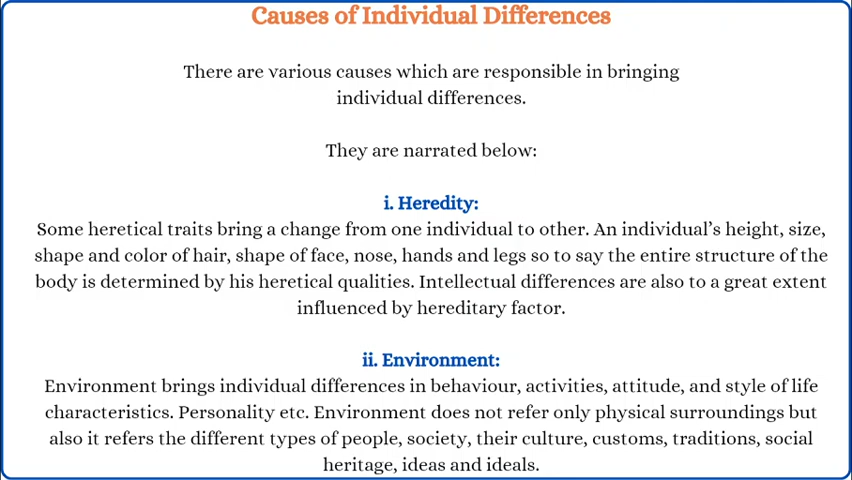 Causes of Individual Differences
There are various causes which are responsible in bringing
individual differences.
They are narrated below:
i. Heredity:
Some heretical traits bring a change from one individual to other. An individual's height, size,
shape and color of hair, shape of face, nose, hands and legs so to say the entire structure of the
body is determined by his heretical qualities. Intellectual differences are also to a great extent
influenced by hereditary factor.
ii. Environment:
Environment brings individual differences in behaviour, activities, attitude, and style of life
characteristics. Personality etc. Environment does not refer only physical surroundings but
also it refers the different types of people, society, their culture, customs, traditions, social
heritage, ideas and ideals.